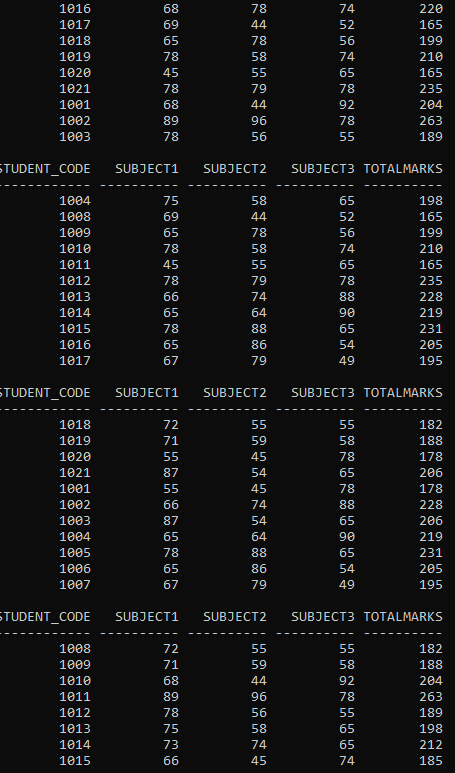 1016 68 78 74 220
1017 69 44 52 165
1018 65 78 56 199
1019 78 58 74 210
1020 45 55 65 165
1021 78 79 78 235
1001 68 44 92 204
1002 89 96 78 263
1003 78 56 55 189
STUDENT_CODE SUBJECT1 SUBJECT2 SUBJECT3 TOTALMARKS
------------ ---------- ---------- ---------- ----------
1004 75 58 65 198
1008 69 44 52 165
1009 65 78 56 199
1010 78 58 74 210
1011 45 55 65 165
1012 78 79 78 235
1013 66 74 88 228
1014 65 64 90 219
1015 78 88 65 231
1016 65 86 54 205
1017 67 79 49 195
STUDENT_CODE SUBJECT1 SUBJECT2 SUBJECT3 TOTALMARKS
------------ ---------- ---------- ---------- ----------
1018 72 55 55 182
1019 71 59 58 188
1020 55 45 78 178
1021 87 54 65 206
1001 55 45 78 178
1002 66 74 88 228
1003 87 54 65 206
1004 65 64 90 219
1005 78 88 65 231
1006 65 86 54 205
1007 67 79 49 195
STUDENT_CODE SUBJECT1 SUBJECT2 SUBJECT3 TOTALMARKS
------------ ---------- ---------- ---------- ----------
1008 72 55 55 182
1009 71 59 58 188
1010 68 44 92 204
1011 89 96 78 263
1012 78 56 55 189
1013 75 58 65 198
1014 73 74 65 212
1015 66 45 74 185